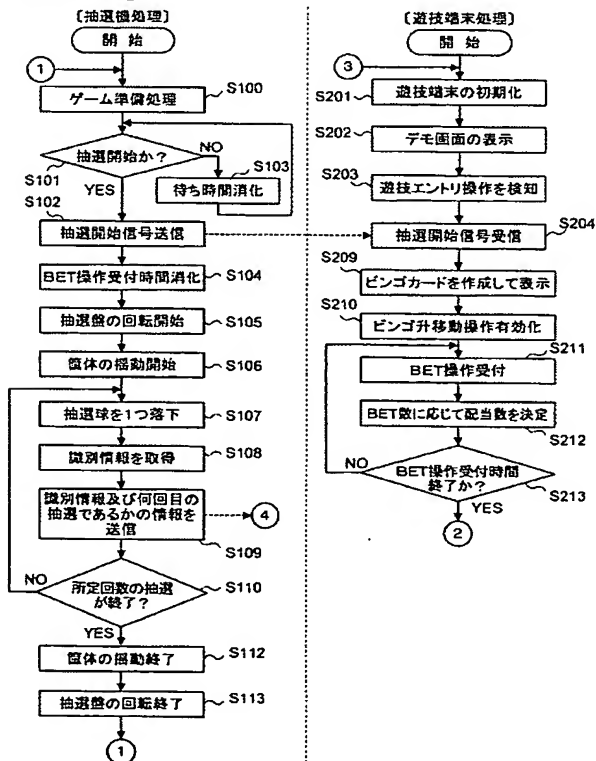 〔抽選機処理〕
開 始
1
ゲーム準備処理
S100
抽選開始か？
NO
S101
YES
S103
待ち時間消化
S102
抽選開始信号送信
BET操作受付時間消化
S104
抽選盤の回転開始
S105
筐体の揺動開始
S106
抽選球を1つ落下
S107
識別情報を取得
S108
識別情報及び何回目の
抽選であるかの情報を
送信
S109
4
所定回数の抽選
が終了？
S110
NO
YES
筐体の揺動終了
S112
抽選盤の回転終了
S113
1
〔遊技端末処理〕
開 始
3
S201
遊技端末の初期化
S202
デモ画面の表示
S203
遊技エントリ操作を検知
抽選開始信号受信
S204
S209
ビンゴカードを作成して表示
S210
ビンゴ升移動操作有効化
S211
BET操作受付
BET数に応じて配当数を決定
S212
NO
BET操作受付時間
終了か？
S213
YES
2